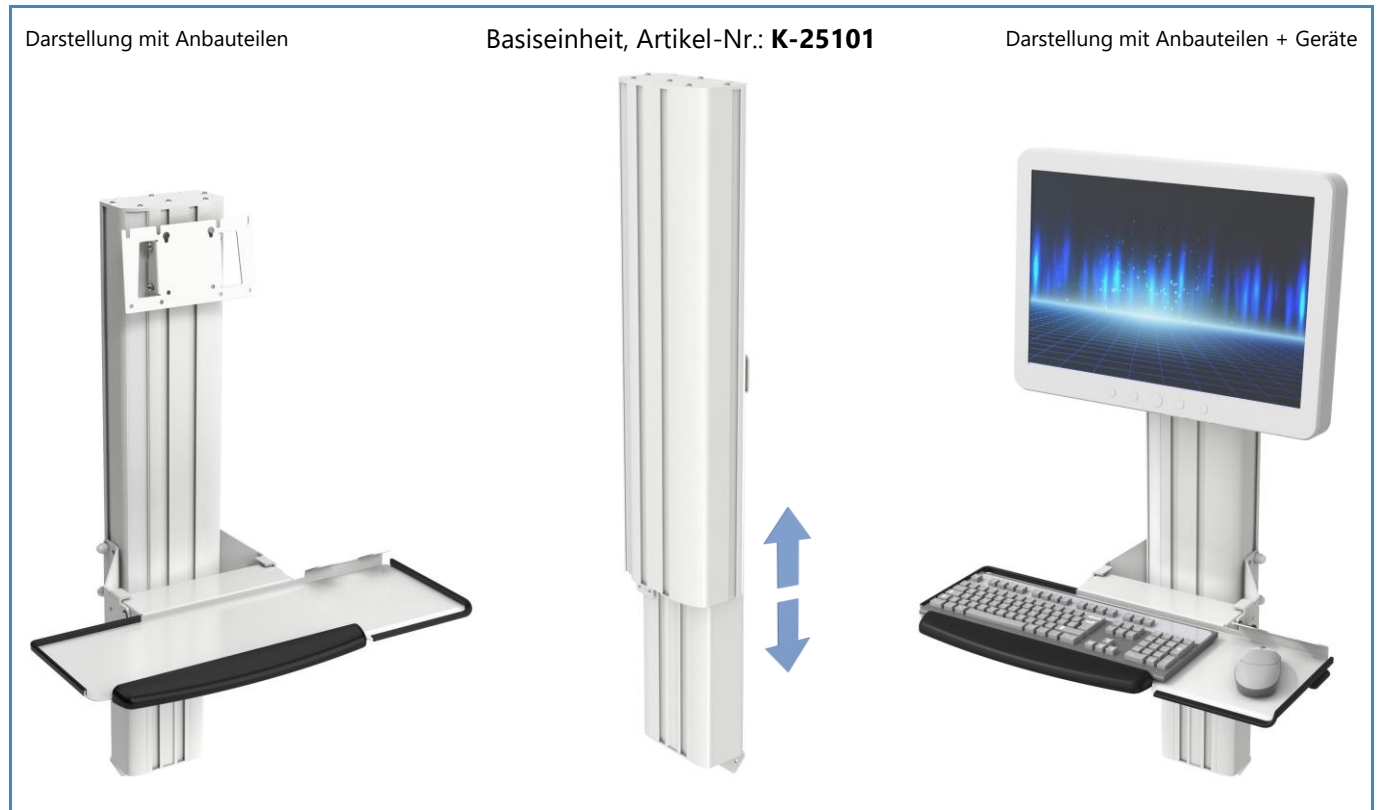 Darstellung mit Anbauteilen
Basiseinheit, Artikel-Nr.: K-25101
Darstellung mit Anbauteilen + Geräte